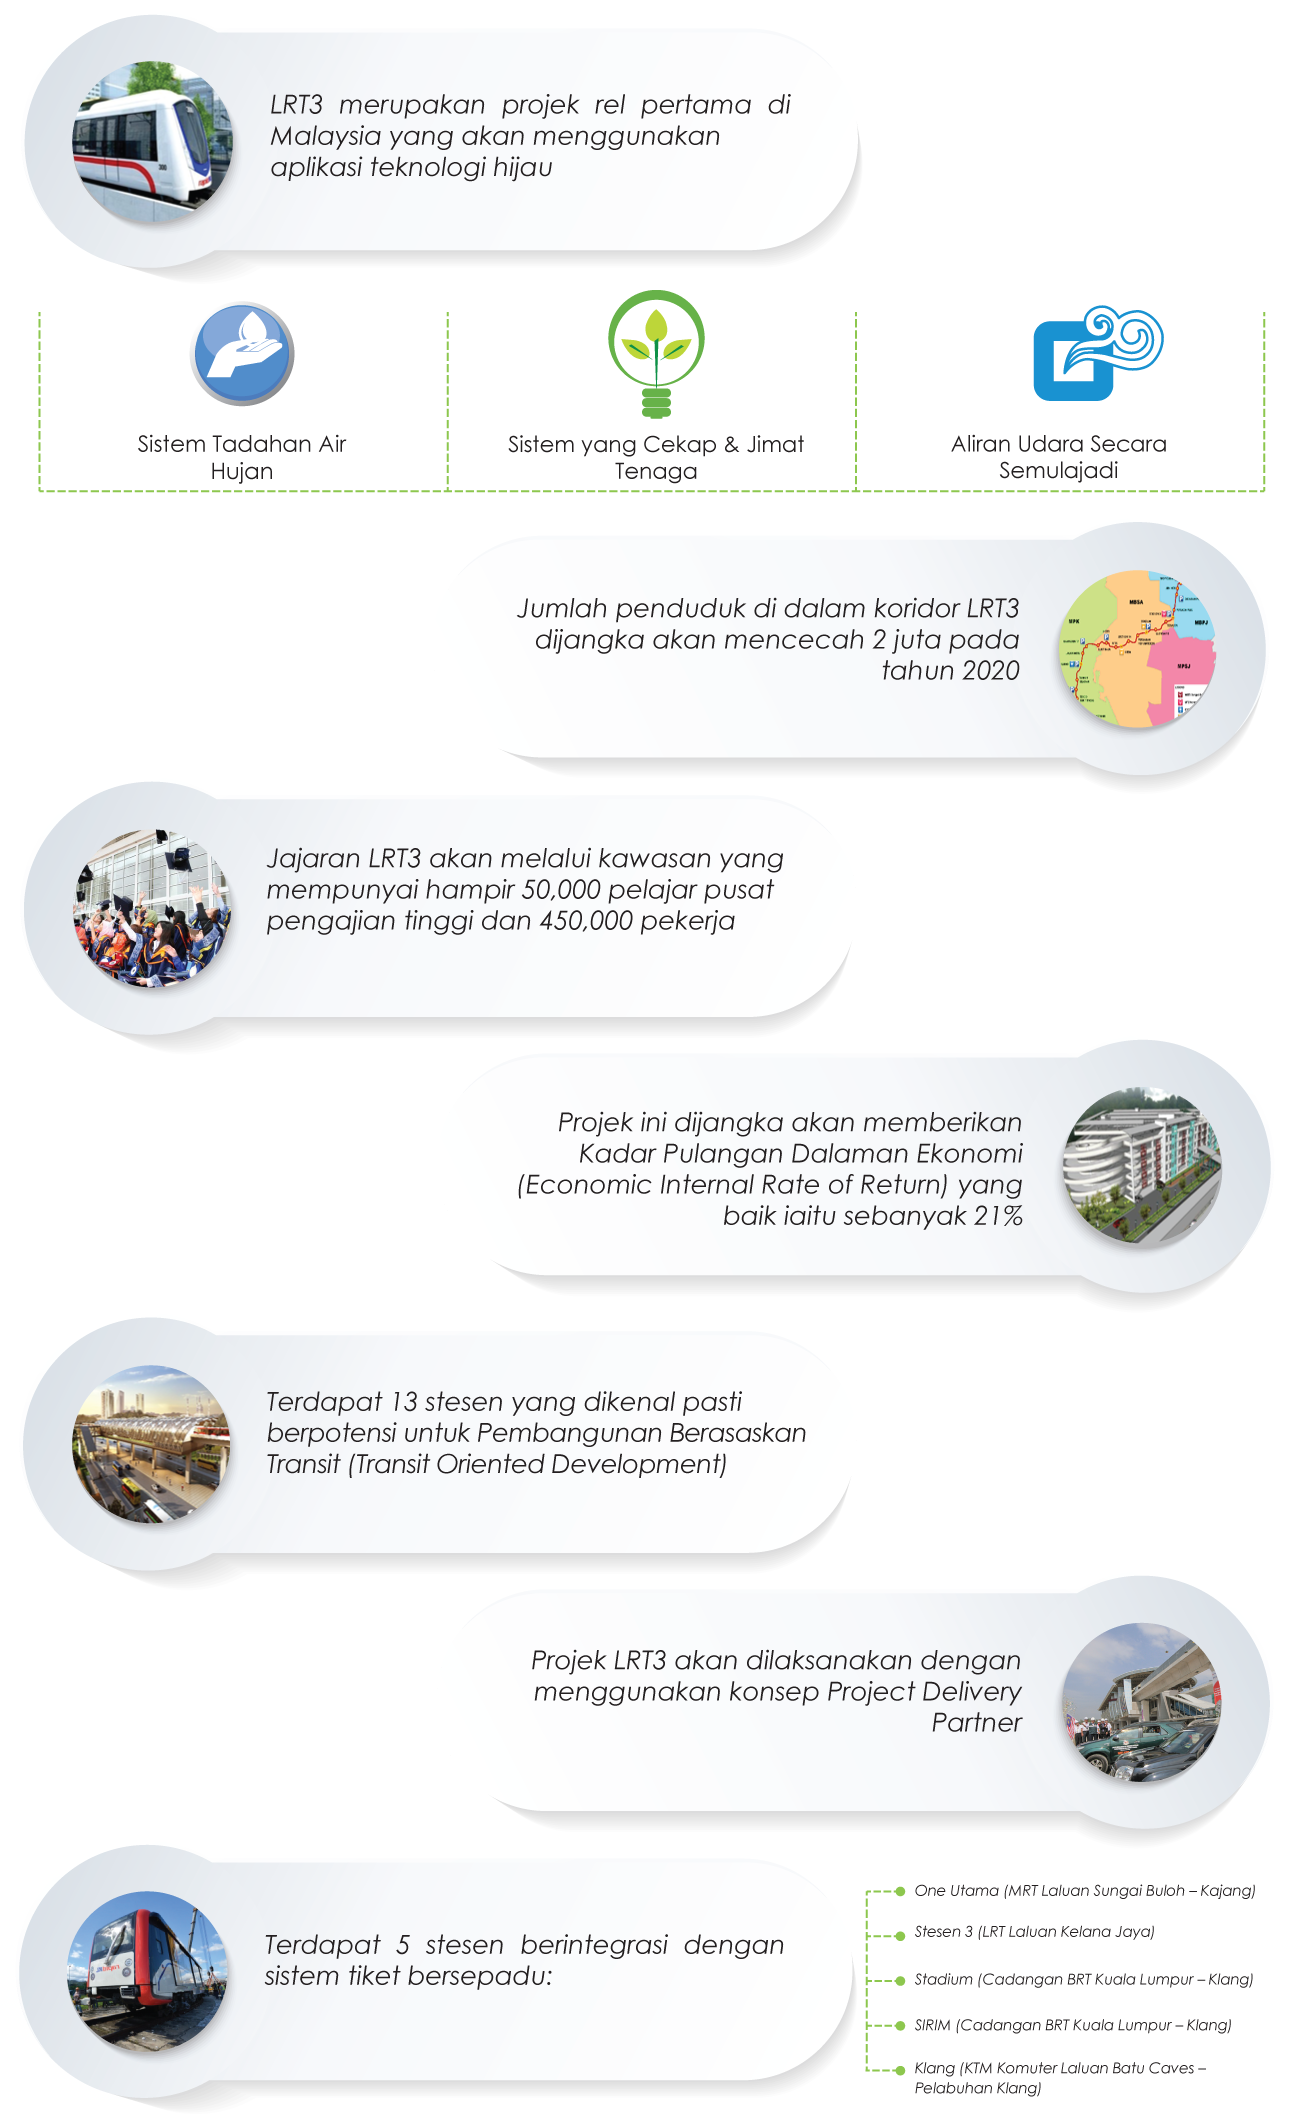 LRT3 merupakan projek rel pertama di
Malaysia yang akan menggunakan
aplikasi teknologi hijau
Sistem Tadahan Air
Hujan
Sistem yang Cekap & Jimat
Tenaga
Aliran Udara Secara
Semulajadi
Jumlah penduduk di dalam koridor LRT3
dijangka akan mencecah 2 juta pada
tahun 2020
MPK
MBSA
MBPJ
MPSJ
Jajaran LRT3 akan melalui kawasan yang
mempunyai hampir 50,000 pelajar pusat
pengajian tinggi dan 450,000 pekerja
Projek ini dijangka akan memberikan
Kadar Pulangan Dalaman Ekonomi
(Economic Internal Rate of Return) yang
baik iaitu sebanyak 21%
Terdapat 13 stesen yang dikenal pasti
berpotensi untuk Pembangunan Berasaskan
Transit (Transit Oriented Development)
Projek LRT3 akan dilaksanakan dengan
menggunakan konsep Project Delivery
Partner
Terdapat 5 stesen berintegrasi dengan
sistem tiket bersepadu:
One Utama (MRT Laluan Sungai Buloh – Kajang)
Stesen 3 (LRT Laluan Kelana Jaya)
Stadium (Cadangan BRT Kuala Lumpur – Klang)
SIRIM (Cadangan BRT Kuala Lumpur – Klang)
Klang (KTM Komuter Laluan Batu Caves –
Pelabuhan Klang)